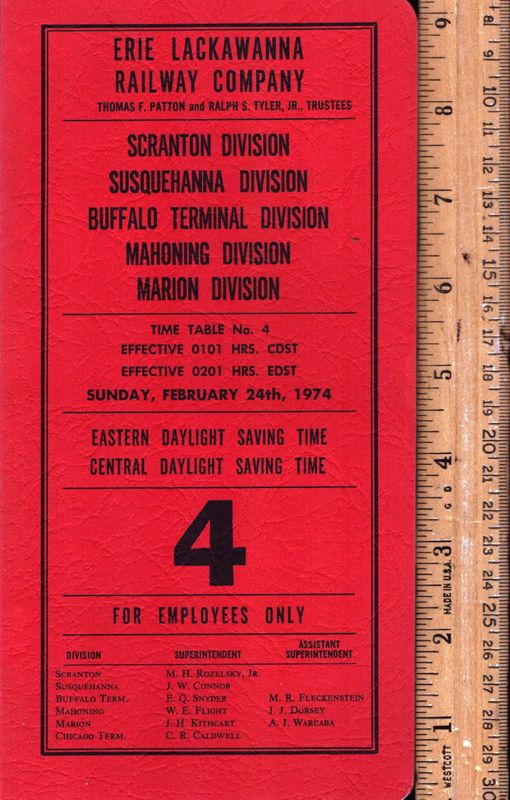 ERIE LACKAWANNA
RAILWAY COMPANY
THOMAS F. PATTON and RALPH S. TYLER, JR., TRUSTEES
SCRANTON DIVISION
SUSQUEHANNA DIVISION
BUFFALO TERMINAL DIVISION
MAHONING DIVISION
MARION DIVISION
TIME TABLE No. 4
EFFECTIVE 0101 HRS. CDST
EFFECTIVE 0201 HRS. EDST
SUNDAY, FEBRUARY 24th, 1974
EASTERN DAYLIGHT SAVING TIME
CENTRAL DAYLIGHT SAVING TIME
4
FOR EMPLOYEES ONLY
DIVISION SUPERINTENDENT ASSISTANT SUPERINTENDENT
SCRANTON M. H. ROZELSKY, JR.
SUSQUEHANNA J. W. CONNOR
BUFFALO TERM. F. Q. SNYDER M. R. FLECKENSTEIN
MAHONING W. E. FLIGHT J. J. DORSEY
MARION J. H. KITHCART A. J. WARCABA
CHICAGO TERM. C. R. CALDWELL
9 8 7 6 5 4 3 2 1
MADE IN U.S.A.
WESTCOTT
8 9 10 11 12 13 14 15 16 17 18 19 20 21 22 23 24 25 26 27 28 29 30